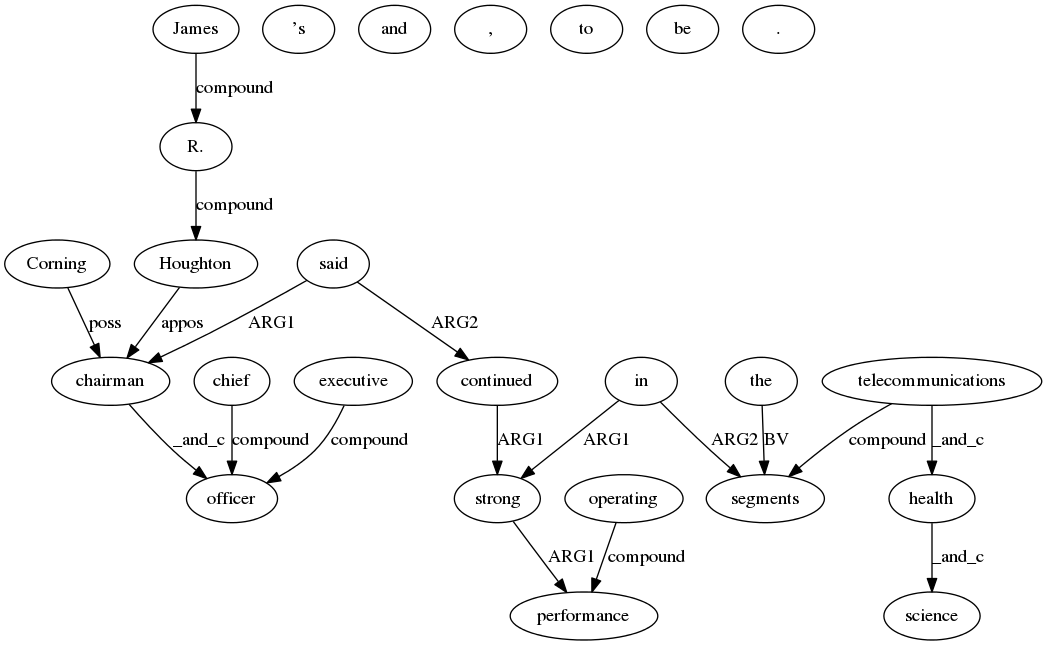 James ’s and , to be .
compound
R.
compound
Corning Houghton said
poss appos ARG1 ARG2
chairman chief executive continued in the telecommunications
_and_c compound compound ARG1 ARG1 ARG2 BV compound _and_c
officer strong operating segments health
ARG1 compound _and_c
performance science